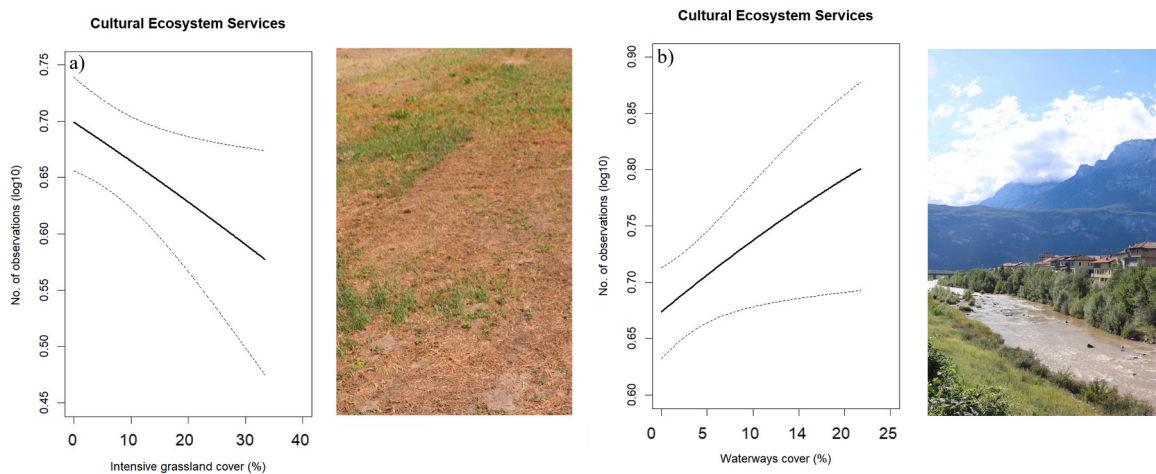 Cultural Ecosystem Services
a)
No. of observations (log10)
0.75
0.70
0.65
0.60
0.55
0.50
0.45
0 10 20 30 40
Intensive grassland cover (%)
Cultural Ecosystem Services
b)
No. of observations (log10)
0.90
0.85
0.80
0.75
0.70
0.65
0.60
0 5 10 14 20 25
Waterways cover (%)